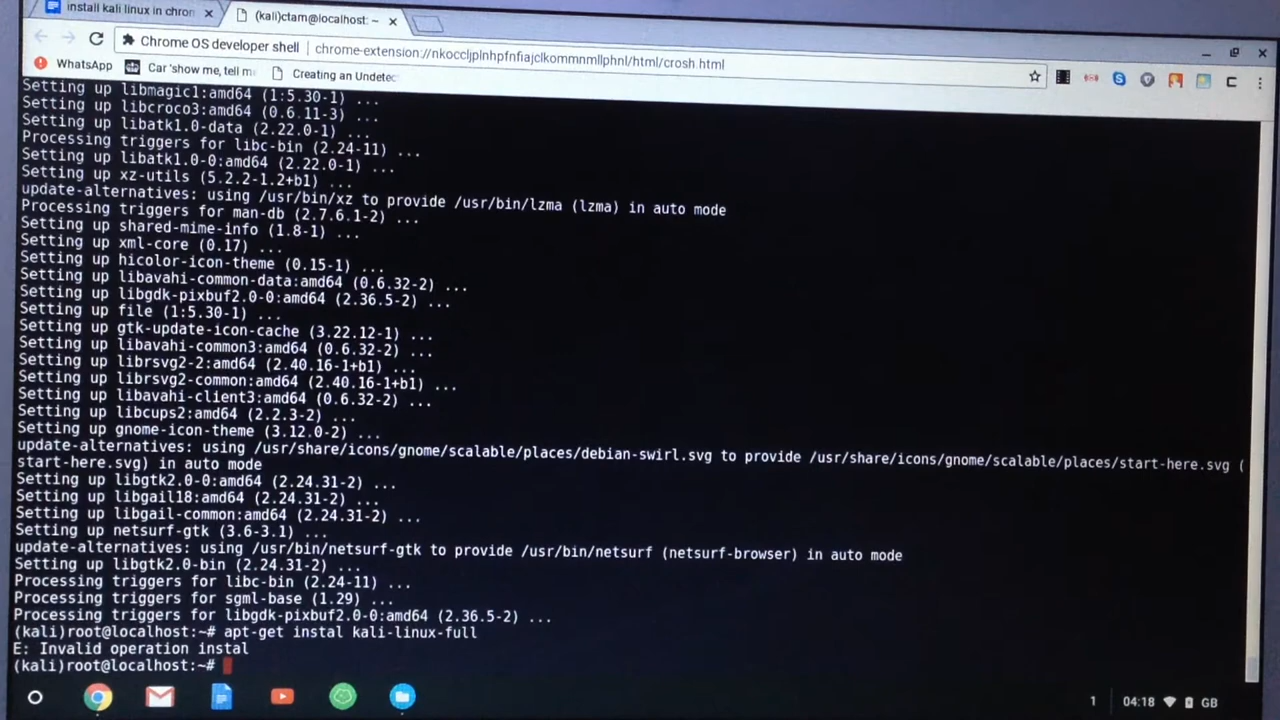 install kali linux in chron
(kali)ctam@localhost: ~
Chrome OS developer shell | chrome-extension://nkoccljplnhpfnfiajclkommnmllphnl/html/crosh.html
WhatsApp Car 'show me, tell m Creating an Undetec
Setting up libmagic1:amd64 (1:5.30-1) ...
Setting up libcroco3:amd64 (0.6.11-3) ...
Setting up libatk1.0-data (2.22.0-1) ...
Processing triggers for libc-bin (2.24-11) ...
Setting up libatk1.0-0:amd64 (2.22.0-1) ...
Setting up xz-utils (5.2.2-1.2+b1) ...
update-alternatives: using /usr/bin/xz to provide /usr/bin/lzma (lzma) in auto mode
Processing triggers for man-db (2.7.6.1-2) ...
Setting up shared-mime-info (1.8-1) ...
Setting up xml-core (0.17) ...
Setting up hicolor-icon-theme (0.15-1) ...
Setting up libavahi-common-data:amd64 (0.6.32-2) ...
Setting up libgdk-pixbuf2.0-0:amd64 (2.36.5-2) ...
Setting up file (1:5.30-1) ...
Setting up gtk-update-icon-cache (3.22.12-1) ...
Setting up libavahi-common3:amd64 (0.6.32-2) ...
Setting up librsvg2-2:amd64 (2.40.16-1+b1) ...
Setting up librsvg2-common:amd64 (2.40.16-1+b1) ...
Setting up libavahi-client3:amd64 (0.6.32-2) ...
Setting up libcups2:amd64 (2.2.3-2) ...
Setting up gnome-icon-theme (3.12.0-2) ...
update-alternatives: using /usr/share/icons/gnome/scalable/places/debian-swirl.svg to provide /usr/share/icons/gnome/scalable/places/start-here.svg (
start-here.svg) in auto mode
Setting up libgtk2.0-0:amd64 (2.24.31-2) ...
Setting up libgail18:amd64 (2.24.31-2) ...
Setting up libgail-common:amd64 (2.24.31-2) ...
Setting up netsurf-gtk (3.6-3.1) ...
update-alternatives: using /usr/bin/netsurf-gtk to provide /usr/bin/netsurf (netsurf-browser) in auto mode
Setting up libgtk2.0-bin (2.24.31-2) ...
Processing triggers for libc-bin (2.24-11) ...
Processing triggers for sgml-base (1.29) ...
Processing triggers for libgdk-pixbuf2.0-0:amd64 (2.36.5-2) ...
(kali)root@localhost:~# apt-get instal kali-linux-full
E: Invalid operation instal
(kali)root@localhost:~#
1 04:18 GB